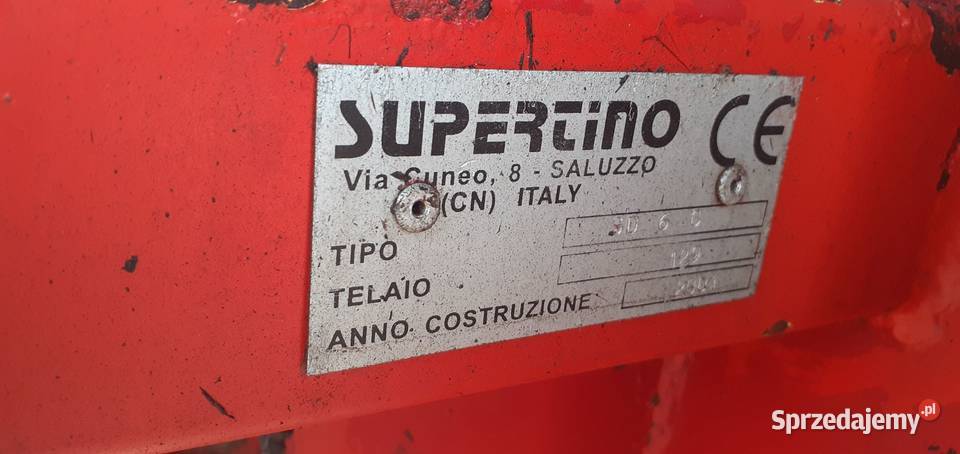 SUPERTINO CE
Via Cuneo, 8 - SALUZZO
(CN) ITALY
TIPO
TELAIO
ANNO COSTRUZIONE
Sprzedajemy.pl